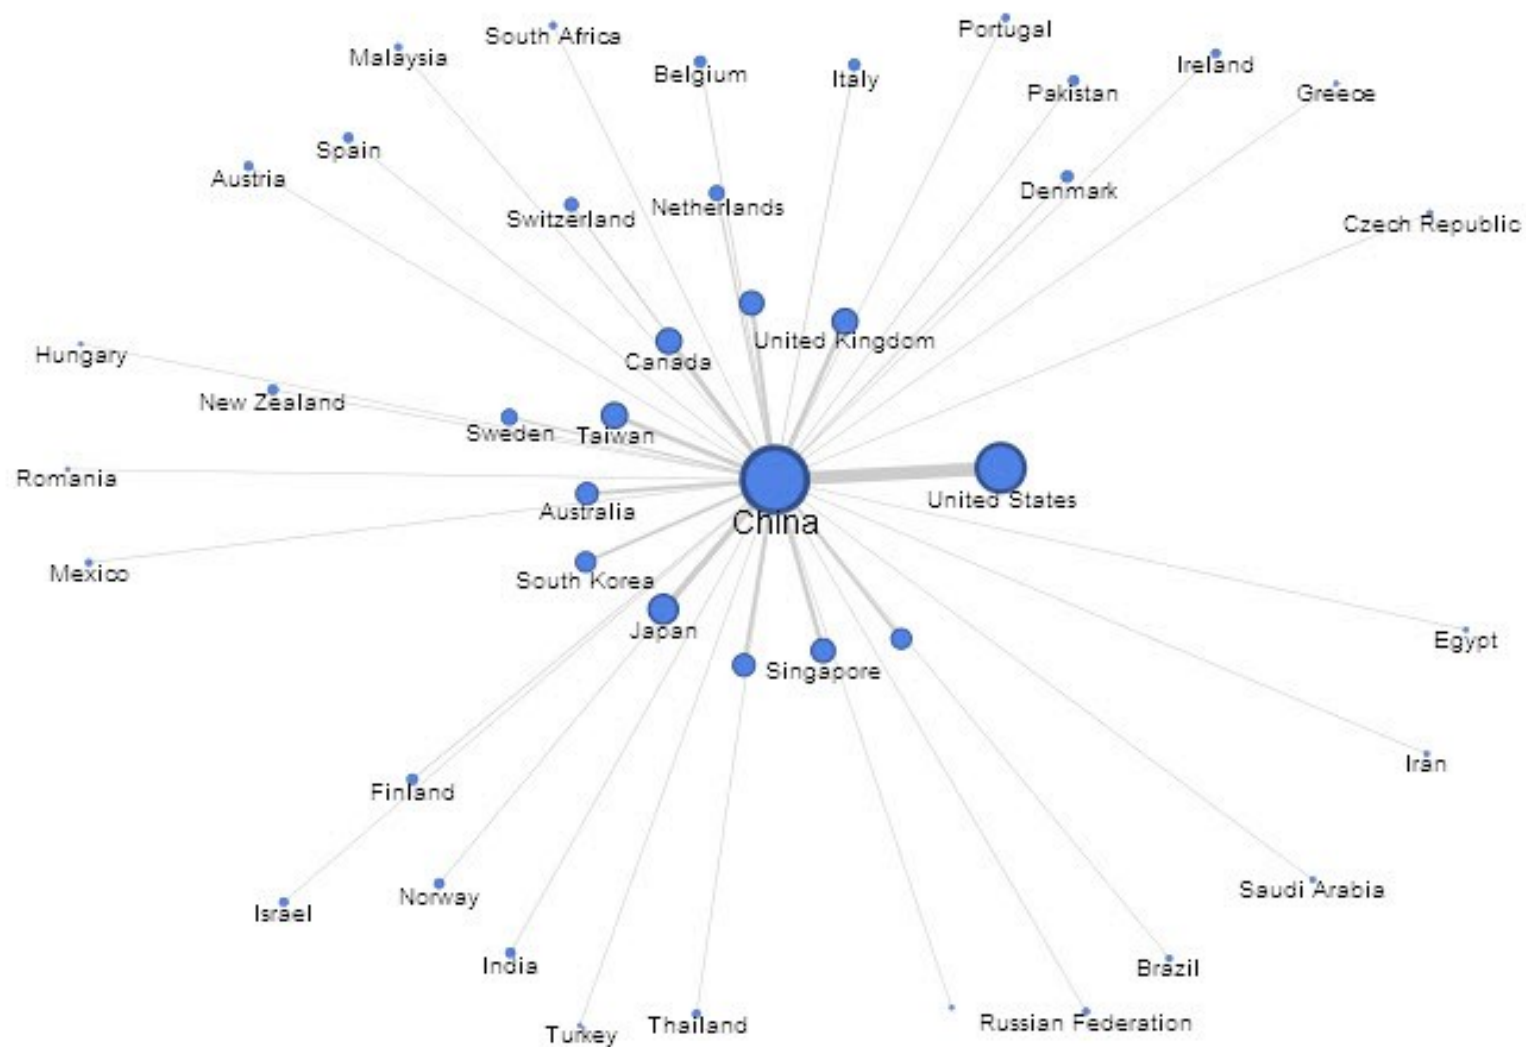 Portugal
South Africa
Malaysia
Ireland
Belgium
Italy
Pakistan
Greece
Spain
Austria
Denmark
Netherlands
Switzerland
Czech Republic
United Kingdom
Hungary
Canada
New Zealand
Sweden
Taiwan
Romania
United States
Australia
China
Mexico
South Korea
Japan
Egypt
Singapore
Iran
Finland
Saudi Arabia
Norway
Israel
India
Brazil
Russian Federation
Thailand
Turkey